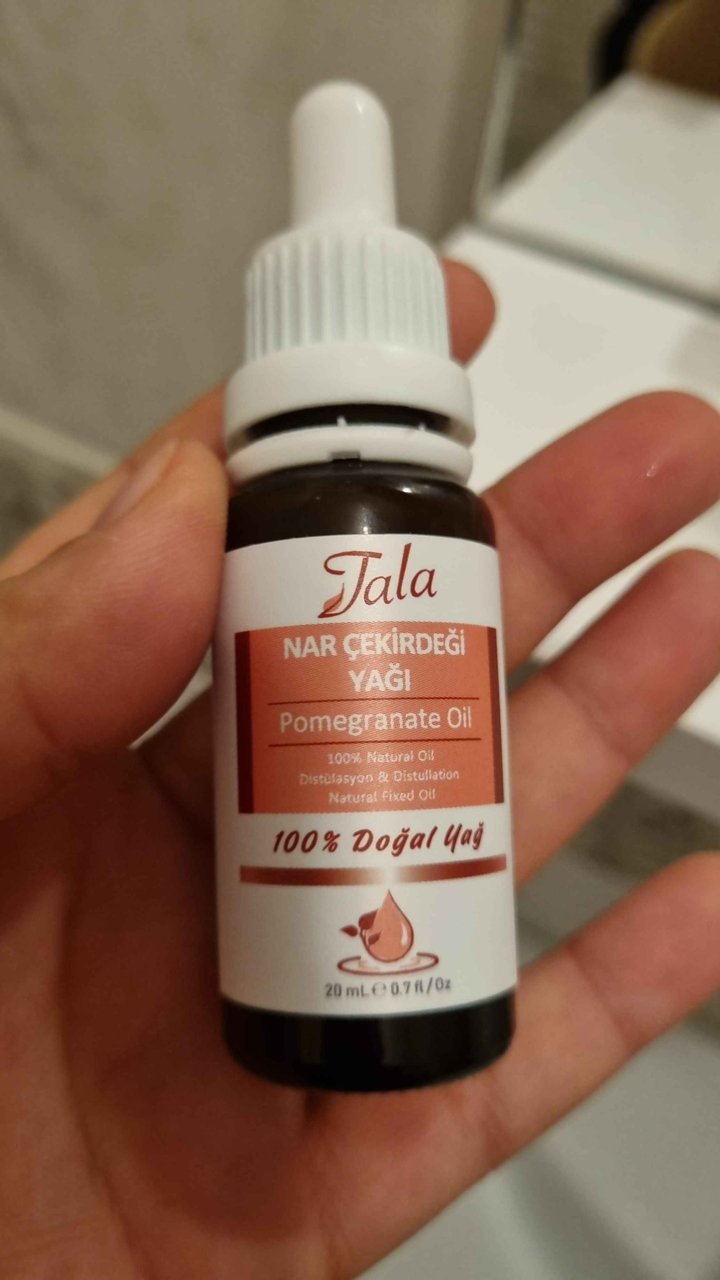 Tala
NAR ÇEKİRDEĞİ
YAĞI
Pomegranate Oil
100% Natural Oil
Distülasyon & Distullation
Natural Fixed Oil
100% Doğal Yağ
20 mL ℮ 0.7 fl/Oz